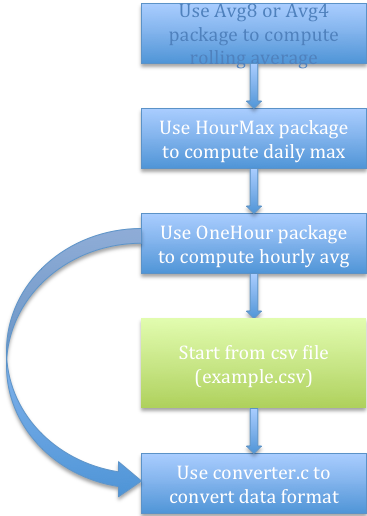 Use Avg8 or Avg4
package to compute
rolling average
Use HourMax package
to compute daily max
Use OneHour package
to compute hourly avg
Start from csv file
(example.csv)
Use converter.c to
convert data format